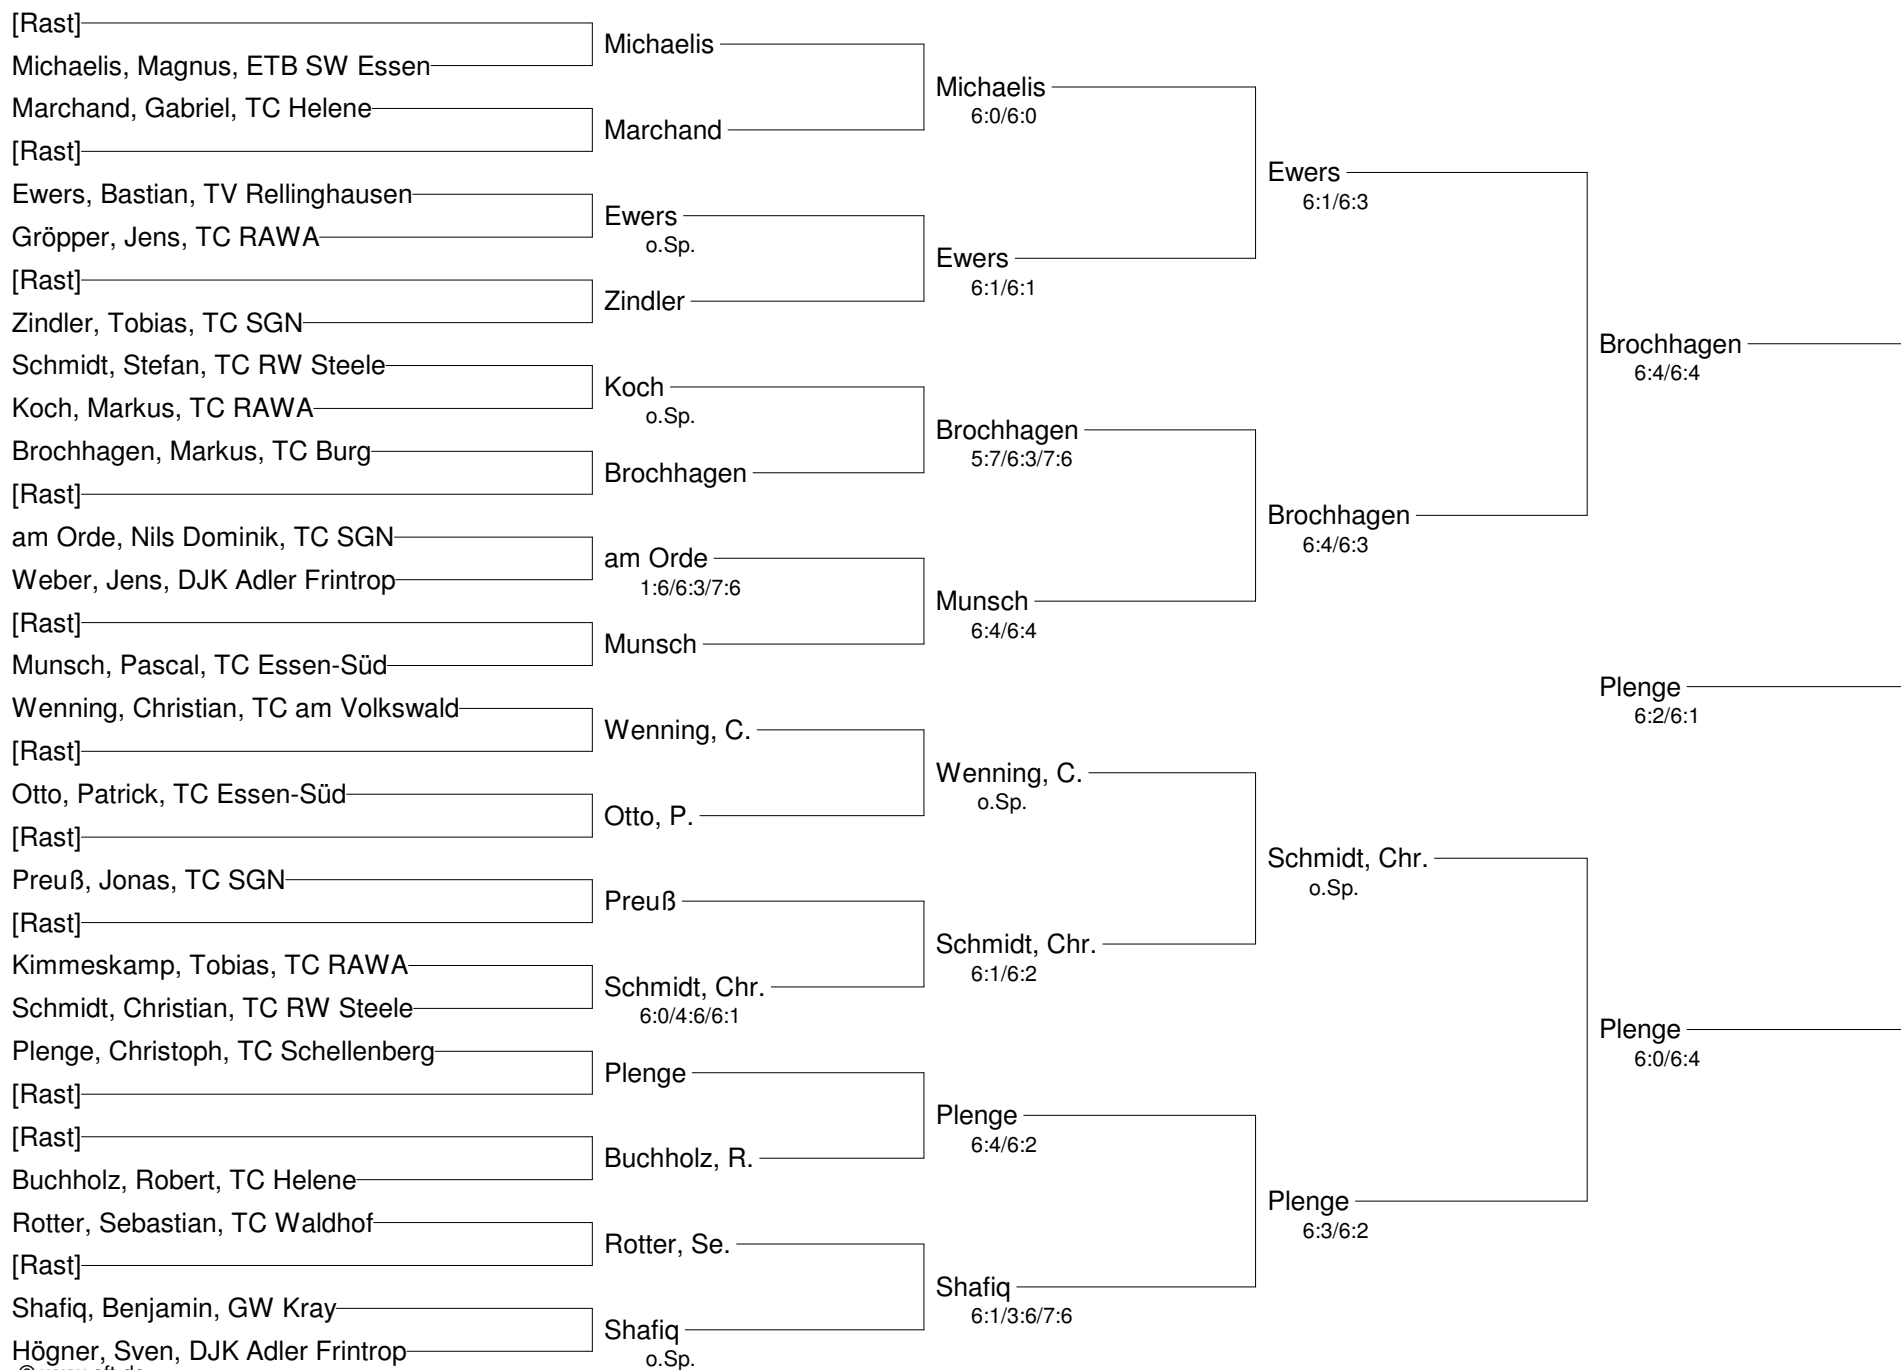 [Rast]
Michaelis, Magnus, ETB SW Essen
Marchand, Gabriel, TC Helene
[Rast]
Ewers, Bastian, TV Rellinghausen
Gröpper, Jens, TC RAWA
[Rast]
Zindler, Tobias, TC SGN
Schmidt, Stefan, TC RW Steele
Koch, Markus, TC RAWA
Brochhagen, Markus, TC Burg
[Rast]
am Orde, Nils Dominik, TC SGN
Weber, Jens, DJK Adler Frintrop
[Rast]
Munsch, Pascal, TC Essen-Süd
Wenning, Christian, TC am Volkswald
[Rast]
Otto, Patrick, TC Essen-Süd
[Rast]
Preuß, Jonas, TC SGN
[Rast]
Kimmeskamp, Tobias, TC RAWA
Schmidt, Christian, TC RW Steele
Plenge, Christoph, TC Schellenberg
[Rast]
[Rast]
Buchholz, Robert, TC Helene
Rotter, Sebastian, TC Waldhof
[Rast]
Shafiq, Benjamin, GW Kray
Högner, Sven, DJK Adler Frintrop
Michaelis
Marchand
Ewers
o.Sp.
Zindler
Koch
o.Sp.
Brochhagen
am Orde
1:6/6:3/7:6
Munsch
Wenning, C.
Otto, P.
Preuß
Schmidt, Chr.
6:0/4:6/6:1
Plenge
Buchholz, R.
Rotter, Se.
Shafiq
o.Sp.
Michaelis
6:0/6:0
Ewers
6:1/6:1
Brochhagen
5:7/6:3/7:6
Munsch
6:4/6:4
Wenning, C.
o.Sp.
Schmidt, Chr.
6:1/6:2
Plenge
6:4/6:2
Shafiq
6:1/3:6/7:6
Ewers
6:1/6:3
Brochhagen
6:4/6:3
Schmidt, Chr.
o.Sp.
Plenge
6:3/6:2
Brochhagen
6:4/6:4
Plenge
6:2/6:1
Plenge
6:0/6:4